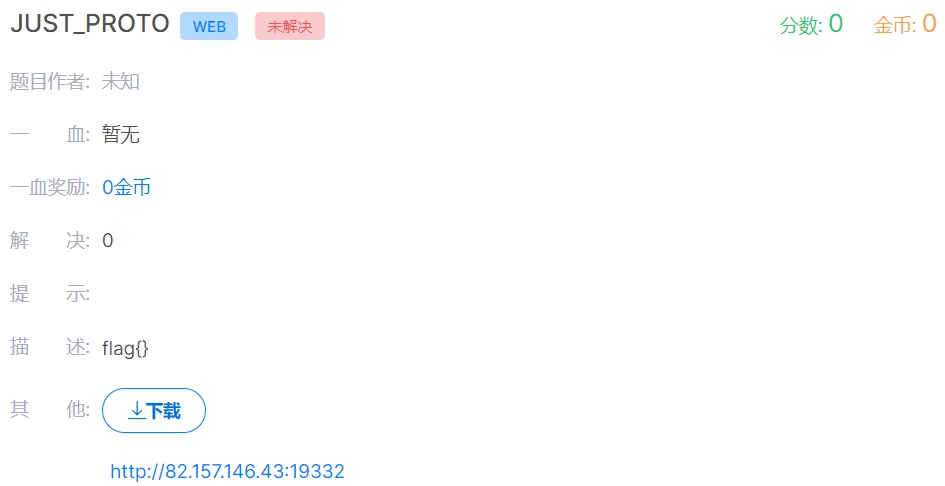 JUST_PROTO WEB 未解决 分数: 0 金币: 0
题目作者: 未知
一 血: 暂无
一血奖励: 0金币
解 决: 0
提 示:
描 述: flag{}
其 他: 下载
http://82.157.146.43:19332